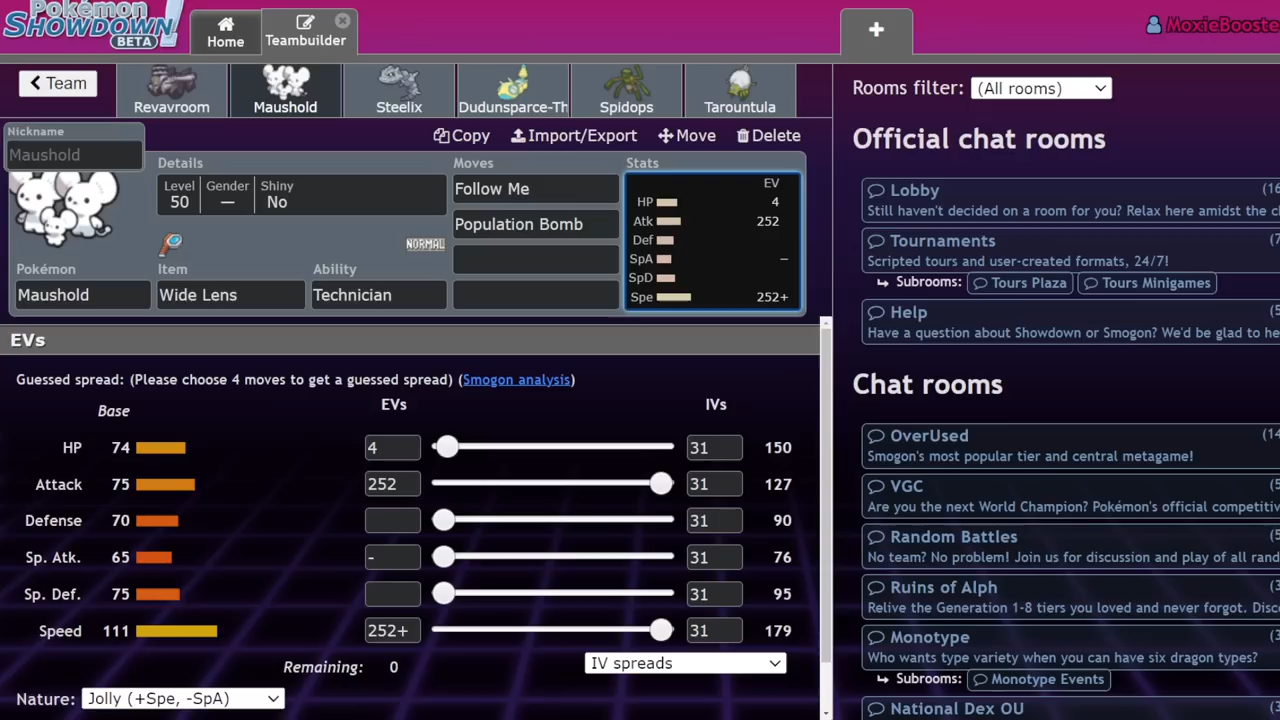 Pokémon
SHOWDOWN!
BETA
Home
Teambuilder
+
MoxieBooste
< Team
Revavroom
Maushold
Steelix
Dudunsparce-Th
Spidops
Tarountula
Copy
Import/Export
Move
Delete
Nickname
Maushold
Details
Level
50
Gender
—
Shiny
No
NORMAL
Pokémon
Maushold
Item
Wide Lens
Ability
Technician
Moves
Follow Me
Population Bomb
Stats
EV
HP 4
Atk 252
Def
SpA –
SpD
Spe 252+
EVs
Guessed spread: (Please choose 4 moves to get a guessed spread) (Smogon analysis)
Base EVs IVs
HP 74 4 31 150
Attack 75 252 31 127
Defense 70 31 90
Sp. Atk. 65 - 31 76
Sp. Def. 75 31 95
Speed 111 252+ 31 179
Remaining: 0
IV spreads
Nature: Jolly (+Spe, -SpA)
Rooms filter: (All rooms)
Official chat rooms
Lobby (16
Still haven't decided on a room for you? Relax here amidst the c
Tournaments (7
Scripted tours and user-created formats, 24/7!
Subrooms: Tours Plaza Tours Minigames
Help (5
Have a question about Showdown or Smogon? We'd be glad to he
Chat rooms
OverUsed (14
Smogon's most popular tier and central metagame!
VGC (5
Are you the next World Champion? Pokémon's official competitiv
Random Battles (5
No team? No problem! Join us for discussion and play of all rand
Ruins of Alph (3
Relive the Generation 1-8 tiers you loved and never forgot. Disc
Monotype (3
Who wants type variety when you can have six dragon types?
Subrooms: Monotype Events
National Dex OU (3